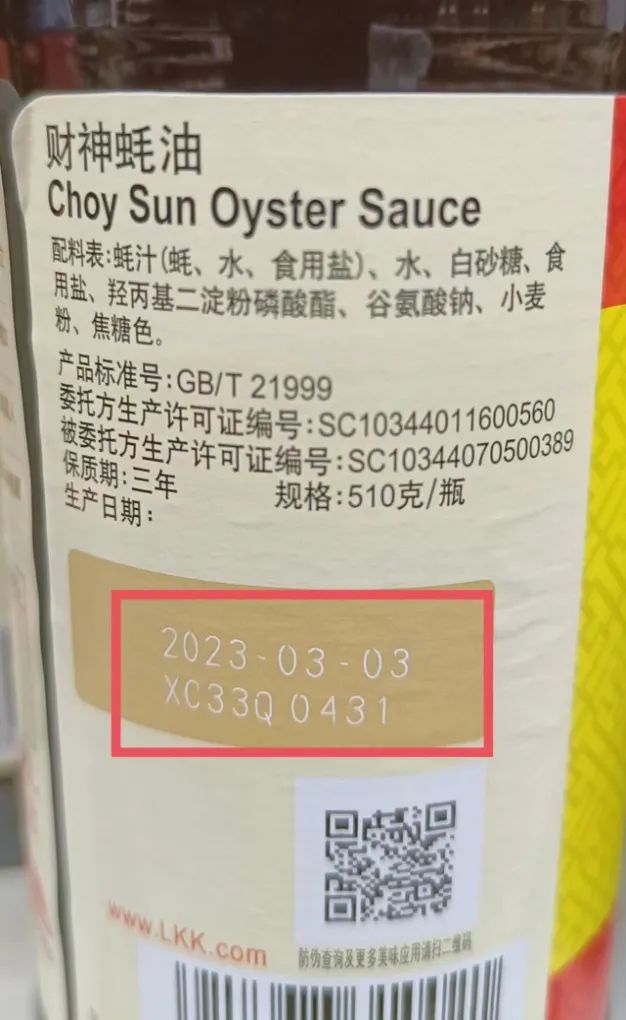 财神蚝油
Choy Sun Oyster Sauce
配料表:蚝汁(蚝、水、食用盐)、水、白砂糖、食
用盐、羟丙基二淀粉磷酸酯、谷氨酸钠、小麦
粉、焦糖色。
产品标准号:GB/T 21999
委托方生产许可证编号:SC10344011600560
被委托方生产许可证编号:SC10344070500389
保质期:三年 规格:510克/瓶
生产日期:
2023-03-03
XC33Q 0431
www.LKK.com
防伪查询及更多美味应用请扫二维码